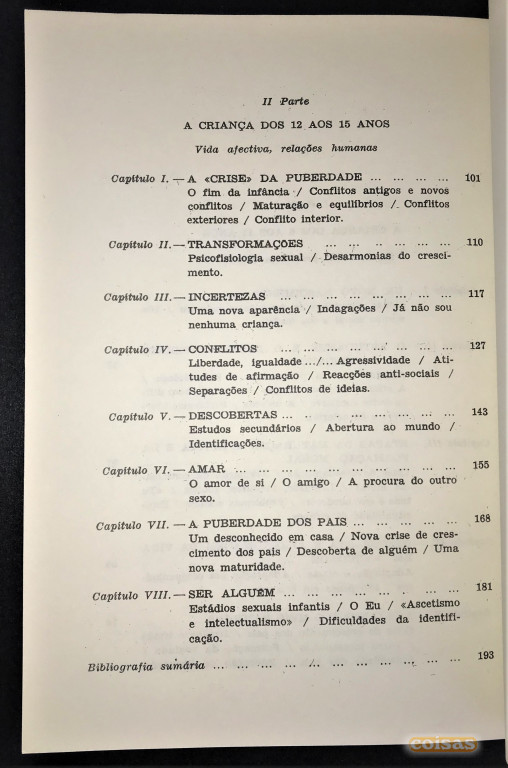 II Parte
A CRIANÇA DOS 12 AOS 15 ANOS
Vida afectiva, relações humanas
Capítulo I. — A «CRISE» DA PUBERDADE ... ... ... ... 101
O fim da infância / Conflitos antigos e novos
conflitos / Maturação e equilíbrios / Conflitos
exteriores / Conflito interior.
Capítulo II. — TRANSFORMAÇÕES ... ... ... ... ... ... 110
Psicofisiologia sexual / Desarmonias do cresci-
mento.
Capítulo III. — INCERTEZAS ... ... ... ... ... ... ... ... 117
Uma nova aparência / Indagações / Já não sou
nenhuma criança.
Capítulo IV. — CONFLITOS ... ... ... ... ... ... ... ... 127
Liberdade, igualdade .../... Agressividade / Ati-
tudes de afirmação / Reacções anti-sociais /
Separações / Conflitos de ideias.
Capítulo V. — DESCOBERTAS ... . . ... ... ... ... ... 143
Estudos secundários / Abertura ao mundo /
Identificações.
Capítulo VI. — AMAR ... ... ... ... ... ... ... ... ... ... 155
O amor de si / O amigo / A procura do outro
sexo.
Capítulo VII. — A PUBERDADE DOS PAIS ... ... ... ... ... 168
Um desconhecido em casa / Nova crise de cres-
cimento dos pais / Descoberta de alguém / Uma
nova maturidade.
Capítulo VIII. — SER ALGUÉM ... ... ... ... ... . ... ... 181
Estádios sexuais infantis / O Eu / «Ascetismo
e intelectualismo» / Dificuldades da identifi-
cação.
Bibliografia sumária ... ... ... ... ... ... ... ... ... ... ... 193
coisas